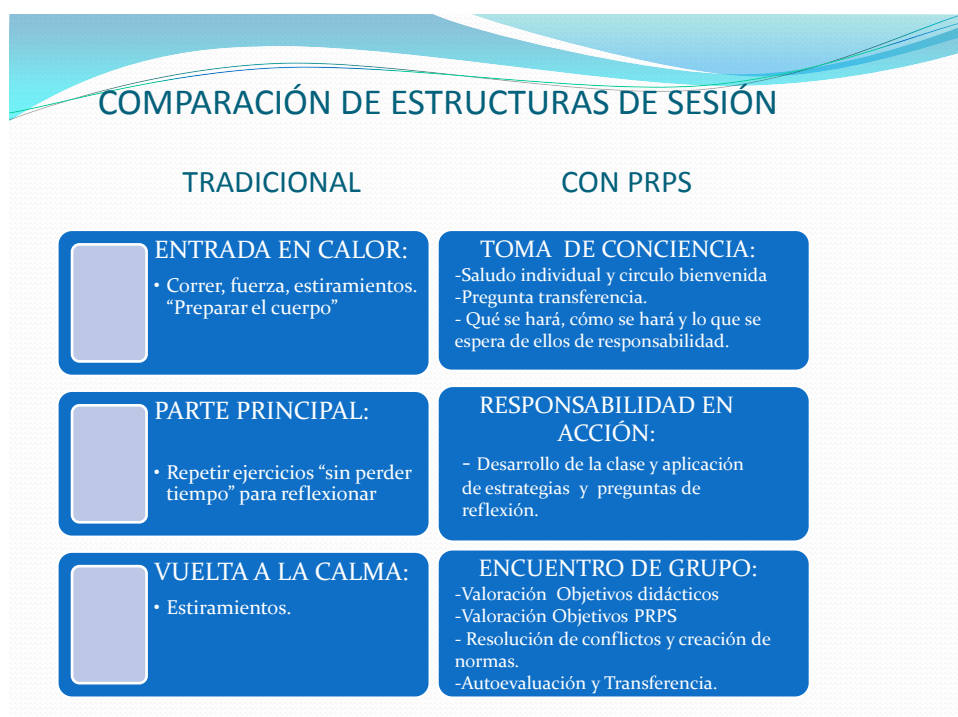 COMPARACIÓN DE ESTRUCTURAS DE SESIÓN
TRADICIONAL
CON PRPS
ENTRADA EN CALOR:
• Correr, fuerza, estiramientos.
“Preparar el cuerpo”
TOMA DE CONCIENCIA:
-Saludo individual y circulo bienvenida
-Pregunta transferencia.
- Qué se hará, cómo se hará y lo que se
espera de ellos de responsabilidad.
PARTE PRINCIPAL:
• Repetir ejercicios “sin perder
tiempo” para reflexionar
RESPONSABILIDAD EN
ACCIÓN:
- Desarrollo de la clase y aplicación
de estrategias y preguntas de
reflexión.
VUELTA A LA CALMA:
• Estiramientos.
ENCUENTRO DE GRUPO:
-Valoración Objetivos didácticos
-Valoración Objetivos PRPS
- Resolución de conflictos y creación de
normas.
-Autoevaluación y Transferencia.